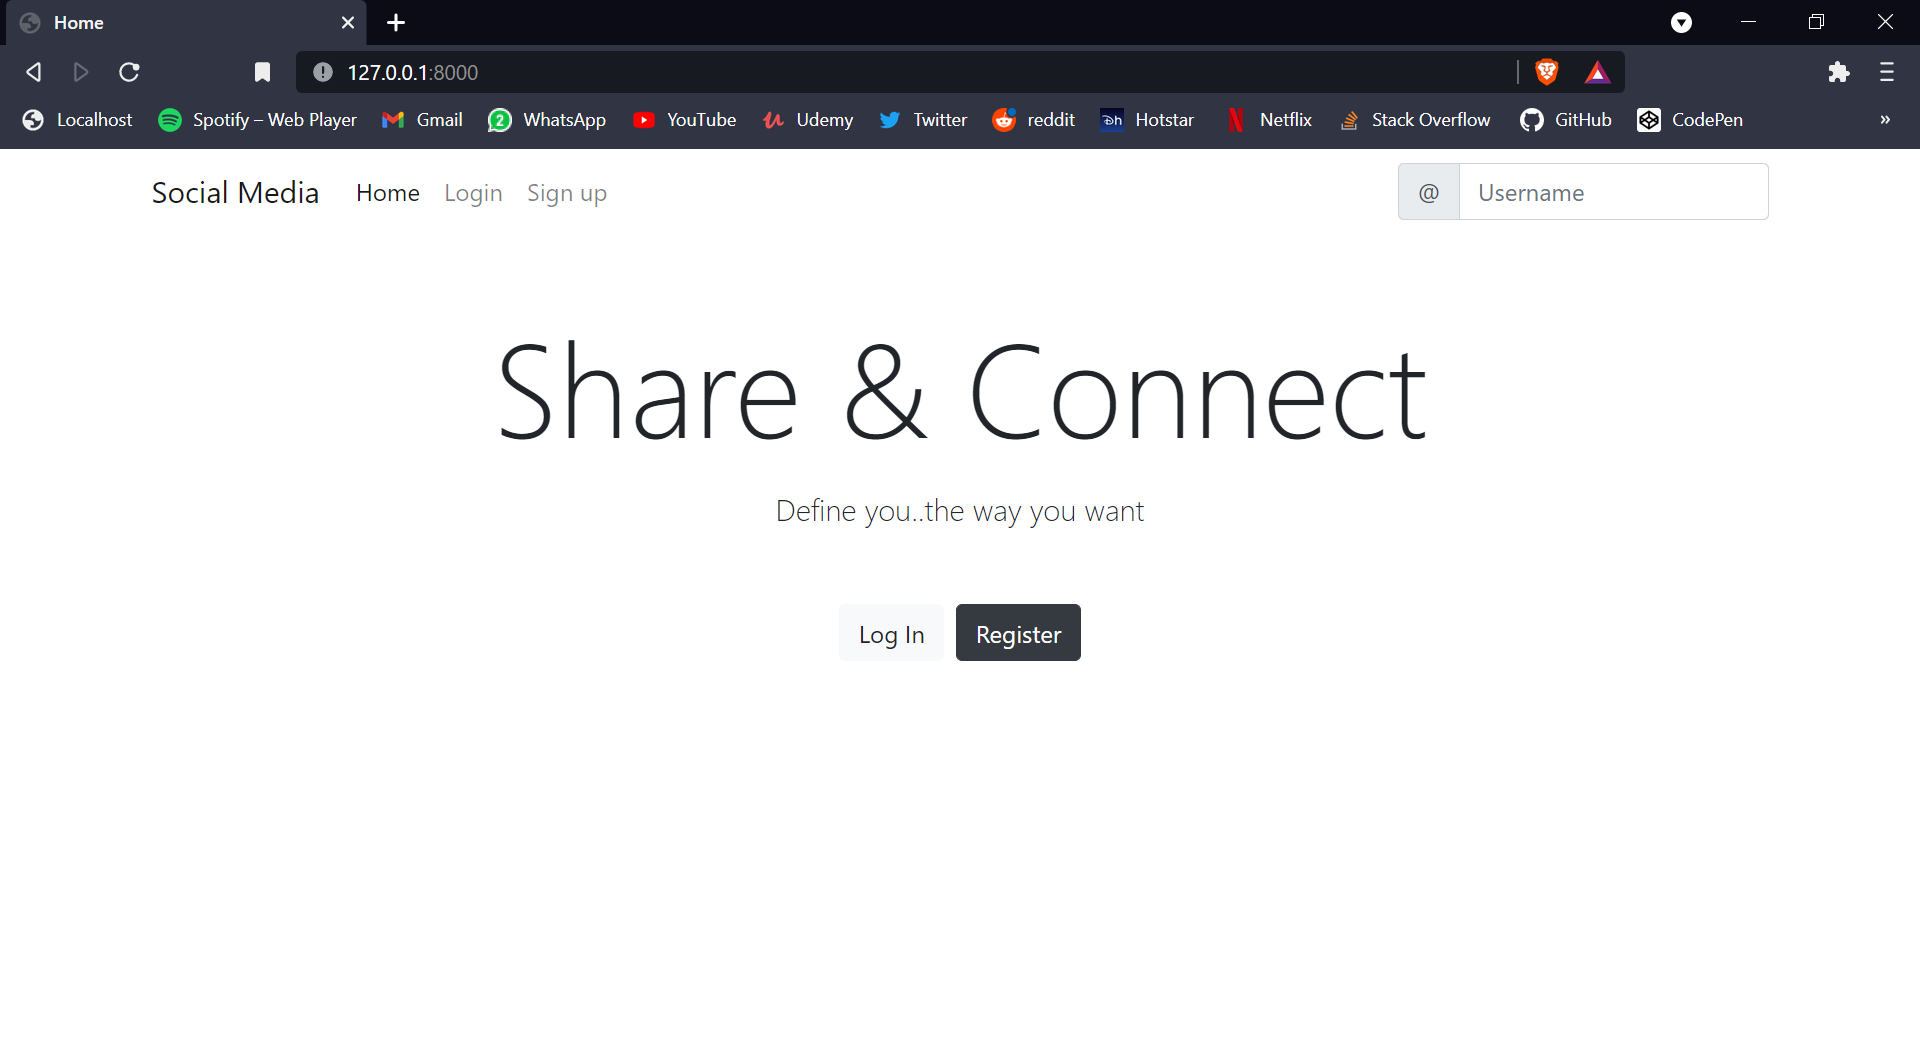 Home
127.0.0.1:8000
Localhost Spotify – Web Player Gmail 2 WhatsApp YouTube Udemy Twitter reddit Dh Hotstar Netflix Stack Overflow GitHub CodePen »
Social Media Home Login Sign up @ Username
Share & Connect
Define you..the way you want
Log In Register